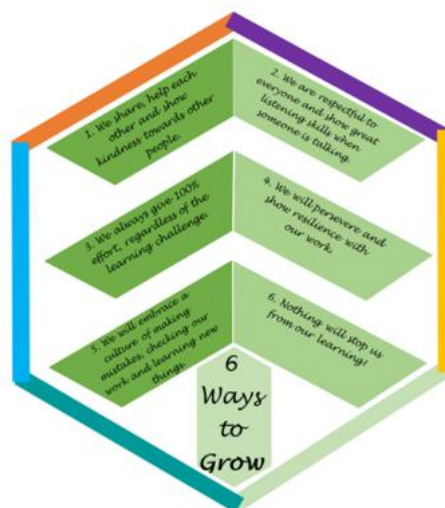 1. We share, help each
other and show
kindness towards other
people.
2. We are respectful to
everyone and show great
listening skills when
someone is talking.
3. We always give 100%
effort, regardless of the
learning challenge.
4. We will persevere and
show resilience with
our work.
5. We will embrace a
culture of making
mistakes, checking our
work and learning new
things.
6. Nothing will stop us
from our learning!
6
Ways
to
Grow